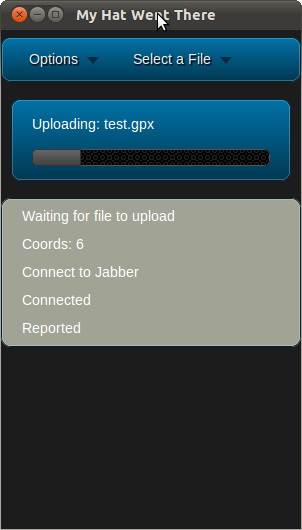 My Hat Went There
Options Select a File
Uploading: test.gpx
Waiting for file to upload
Coords: 6
Connect to Jabber
Connected
Reported